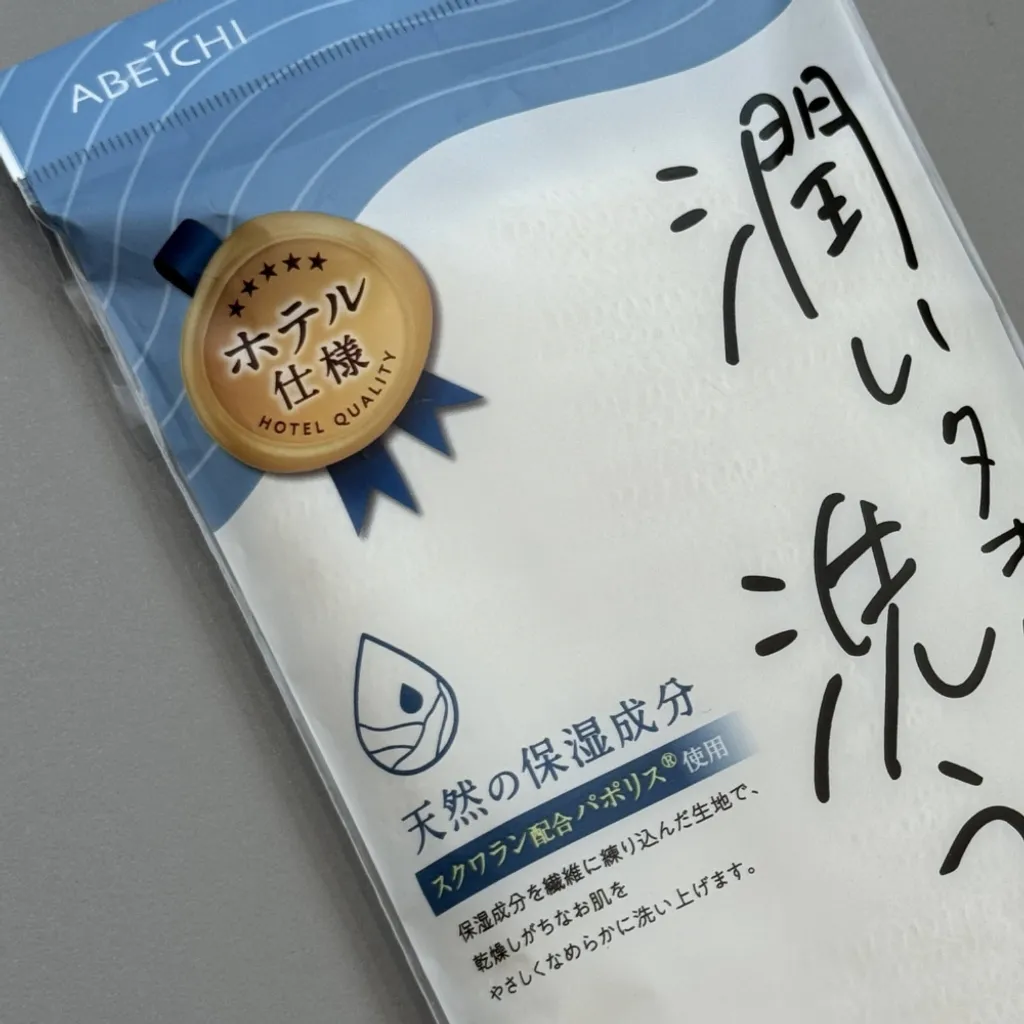 ABEICHI
ホテル
仕様
HOTEL QUALITY
潤い
洗う
天然の保湿成分
スクワラン配合パポリス®使用
保湿成分を繊維に練り込んだ生地で、
乾燥しがちなお肌を
やさしくなめらかに洗い上げます。